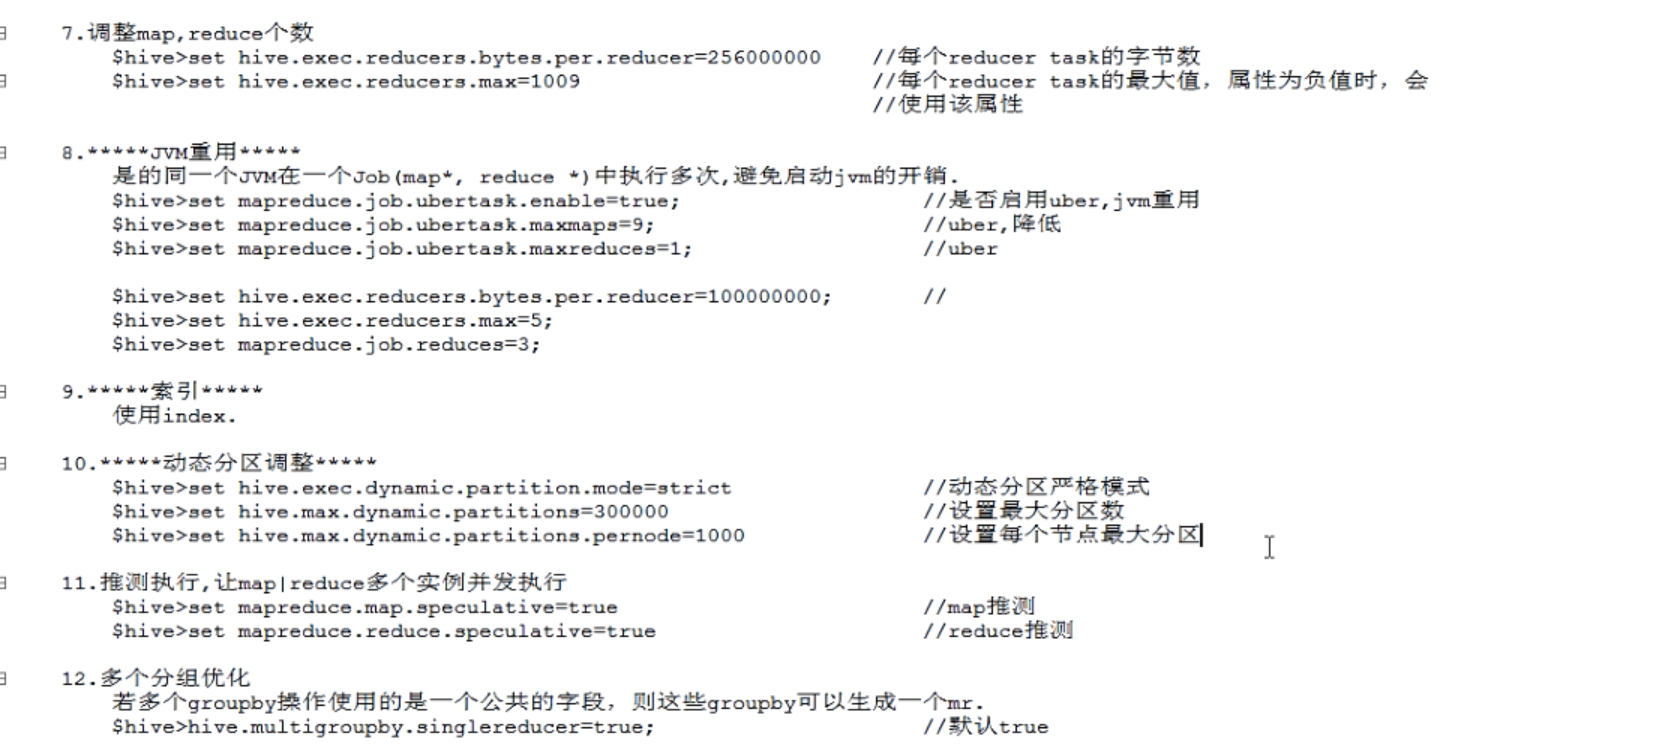 7.调整map,reduce个数
$hive>set hive.exec.reducers.bytes.per.reducer=256000000 //每个reducer task的字节数
$hive>set hive.exec.reducers.max=1009 //每个reducer task的最大值，属性为负值时，会
//使用该属性
8.*****JVM重用*****
是的同一个JVM在一个Job(map*, reduce *)中执行多次,避免启动jvm的开销.
$hive>set mapreduce.job.ubertask.enable=true; //是否启用uber,jvm重用
$hive>set mapreduce.job.ubertask.maxmaps=9; //uber,降低
$hive>set mapreduce.job.ubertask.maxreduces=1; //uber
$hive>set hive.exec.reducers.bytes.per.reducer=100000000; //
$hive>set hive.exec.reducers.max=5;
$hive>set mapreduce.job.reduces=3;
9.*****索引*****
使用index.
10.*****动态分区调整*****
$hive>set hive.exec.dynamic.partition.mode=strict //动态分区严格模式
$hive>set hive.max.dynamic.partitions=300000 //设置最大分区数
$hive>set hive.max.dynamic.partitions.pernode=1000 //设置每个节点最大分区
11.推测执行,让map|reduce多个实例并发执行
$hive>set mapreduce.map.speculative=true //map推测
$hive>set mapreduce.reduce.speculative=true //reduce推测
12.多个分组优化
若多个groupby操作使用的是一个公共的字段，则这些groupby可以生成一个mr.
$hive>hive.multigroupby.singlereducer=true; //默认true